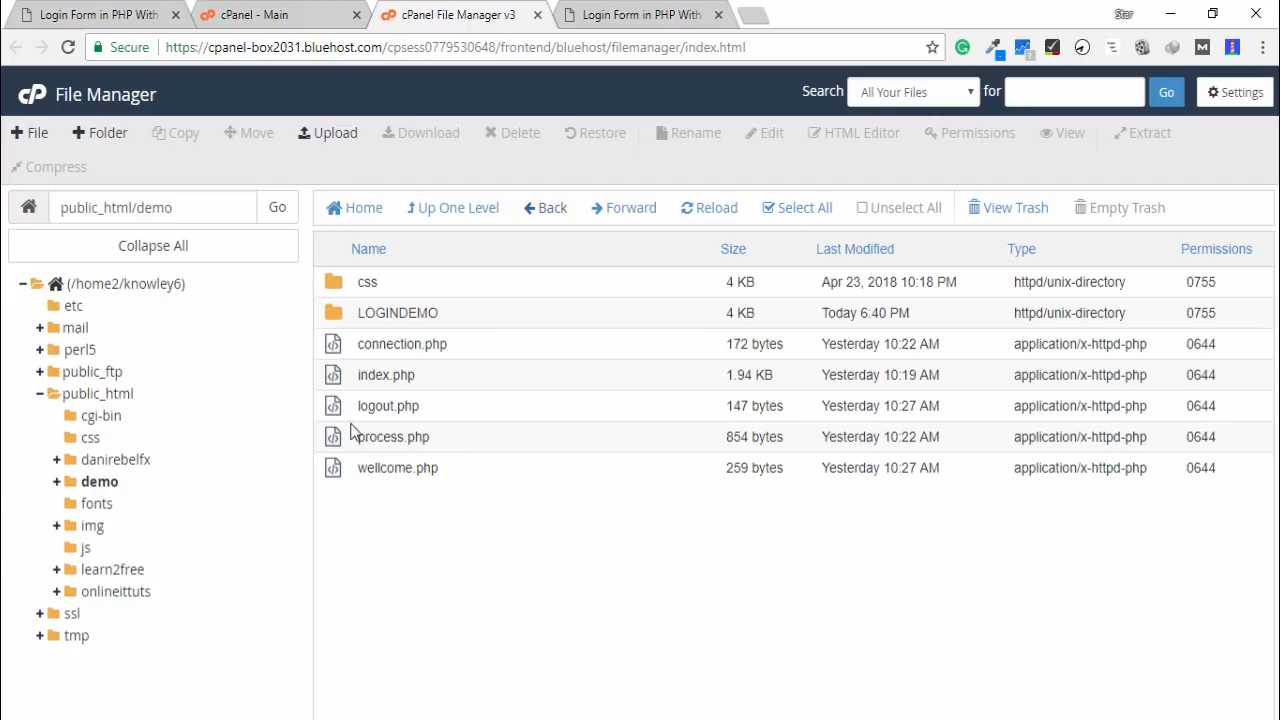 Login Form in PHP With
cPanel - Main
cPanel File Manager v3
Login Form in PHP With
Star
Secure
https://cpanel-box2031.bluehost.com/cpsess0779530648/frontend/bluehost/filemanager/index.html
cP File Manager
Search All Your Files for Go Settings
File Folder Copy Move Upload Download Delete Restore Rename Edit HTML Editor Permissions View Extract
Compress
public_html/demo Go
Home Up One Level Back Forward Reload Select All Unselect All View Trash Empty Trash
Collapse All
(/home2/knowley6)
etc
mail
perl5
public_ftp
public_html
cgi-bin
css
danirebelfx
demo
fonts
img
js
learn2free
onlineittuts
ssl
tmp
Name Size Last Modified Type Permissions
css 4 KB Apr 23, 2018 10:18 PM httpd/unix-directory 0755
LOGINDEMO 4 KB Today 6:40 PM httpd/unix-directory 0755
connection.php 172 bytes Yesterday 10:22 AM application/x-httpd-php 0644
index.php 1.94 KB Yesterday 10:19 AM application/x-httpd-php 0644
logout.php 147 bytes Yesterday 10:27 AM application/x-httpd-php 0644
process.php 854 bytes Yesterday 10:22 AM application/x-httpd-php 0644
wellcome.php 259 bytes Yesterday 10:27 AM application/x-httpd-php 0644